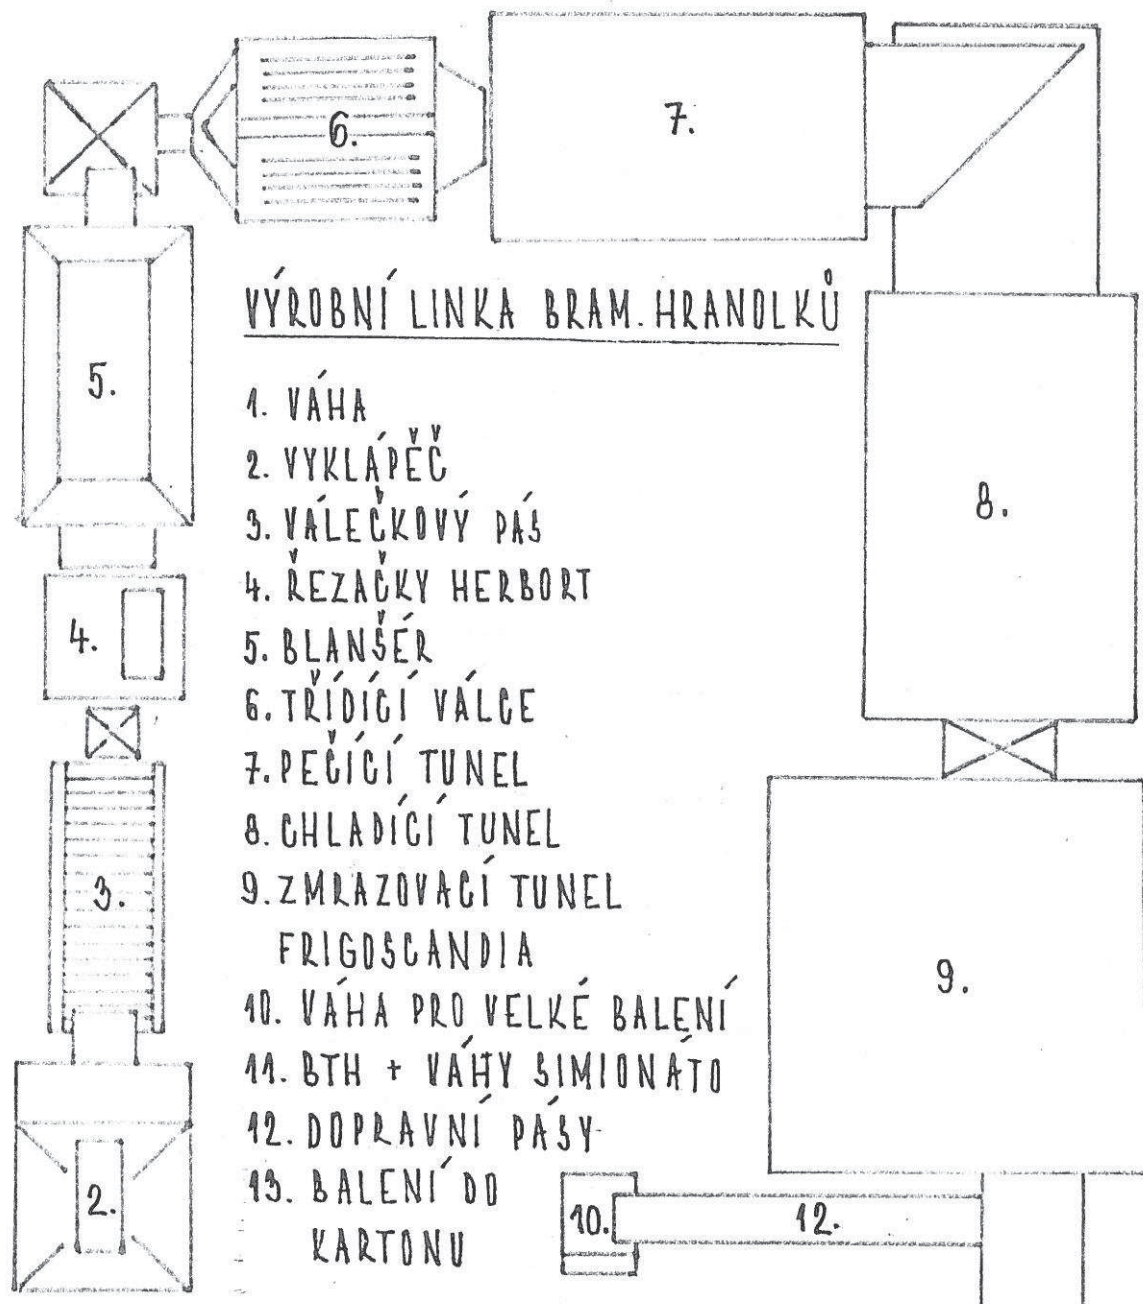 6.
7.
VÝROBNÍ LINKA BRAM. HRANOLKŮ
5.
1. VÁHA
2. VYKLÁPĚČ
3. VÁLEČKOVÝ PÁS
8.
4. ŘEZAČKY HERBORT
4.
5. BLANŠÉR
6. TŘÍDÍCÍ VÁLCE
7. PEČÍCÍ TUNEL
8. CHLADÍCÍ TUNEL
3.
9. ZMRAZOVACÍ TUNEL
FRIGOSCANDIA
9.
10. VÁHA PRO VELKÉ BALENÍ
11. BTH + VÁHY SIMIONÁTO
12. DOPRAVNÍ PÁSY
13. BALENÍ DO
KARTONU
2.
10.
12.